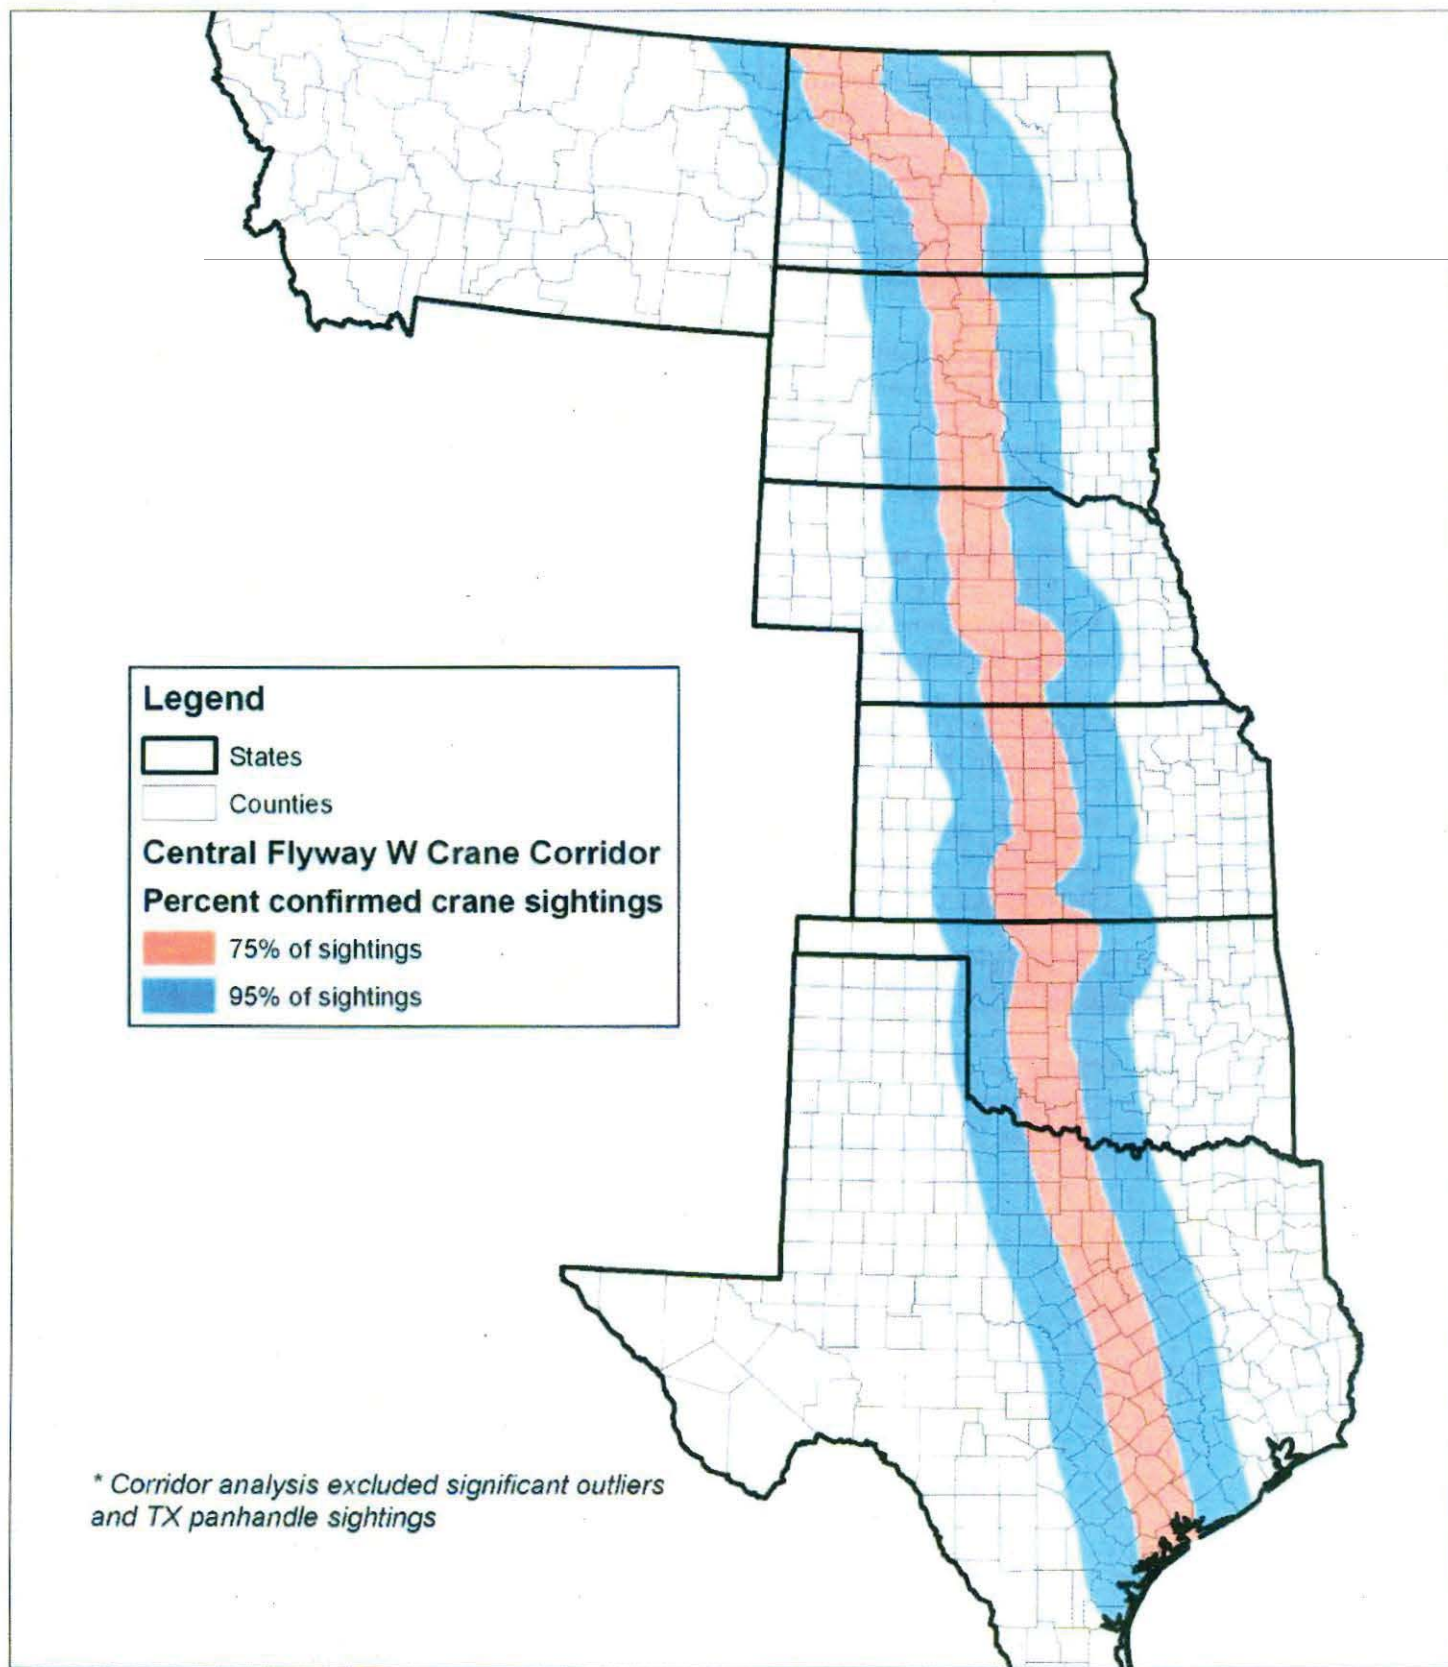 Legend
States
Counties
Central Flyway W Crane Corridor
Percent confirmed crane sightings
75% of sightings
95% of sightings
* Corridor analysis excluded significant outliers
and TX panhandle sightings